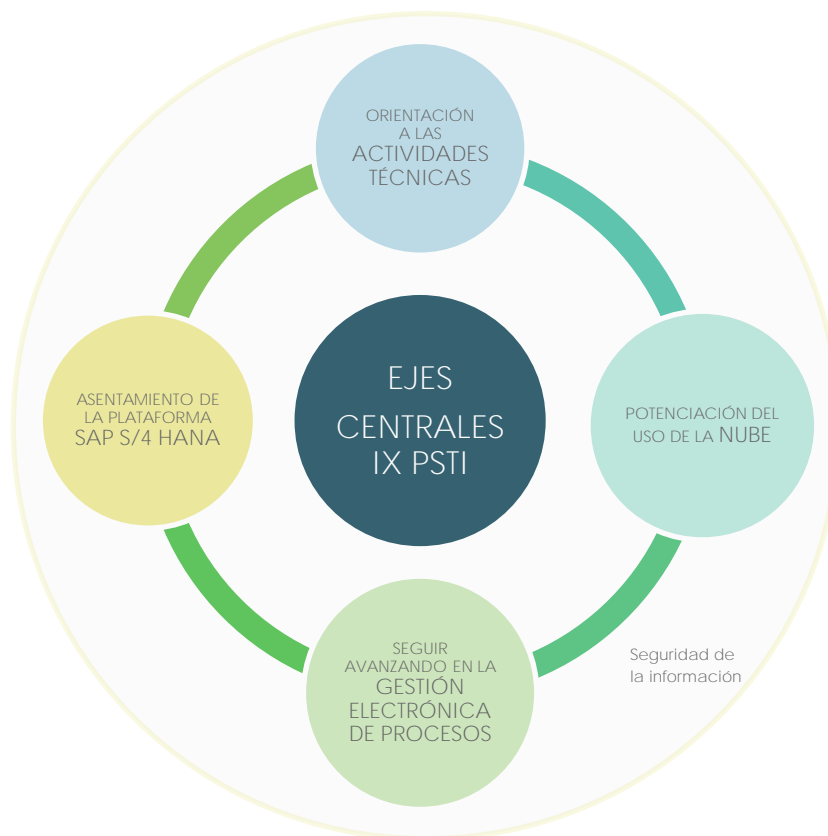 ORIENTACIÓN
A LAS
ACTIVIDADES
TÉCNICAS
ASENTAMIENTO DE
LA PLATAFORMA
SAP S/4 HANA
EJES
CENTRALES
IX PSTI
POTENCIACIÓN DEL
USO DE LA NUBE
SEGUIR
AVANZANDO EN LA
GESTIÓN
ELECTRÓNICA
DE PROCESOS
Seguridad de
la información